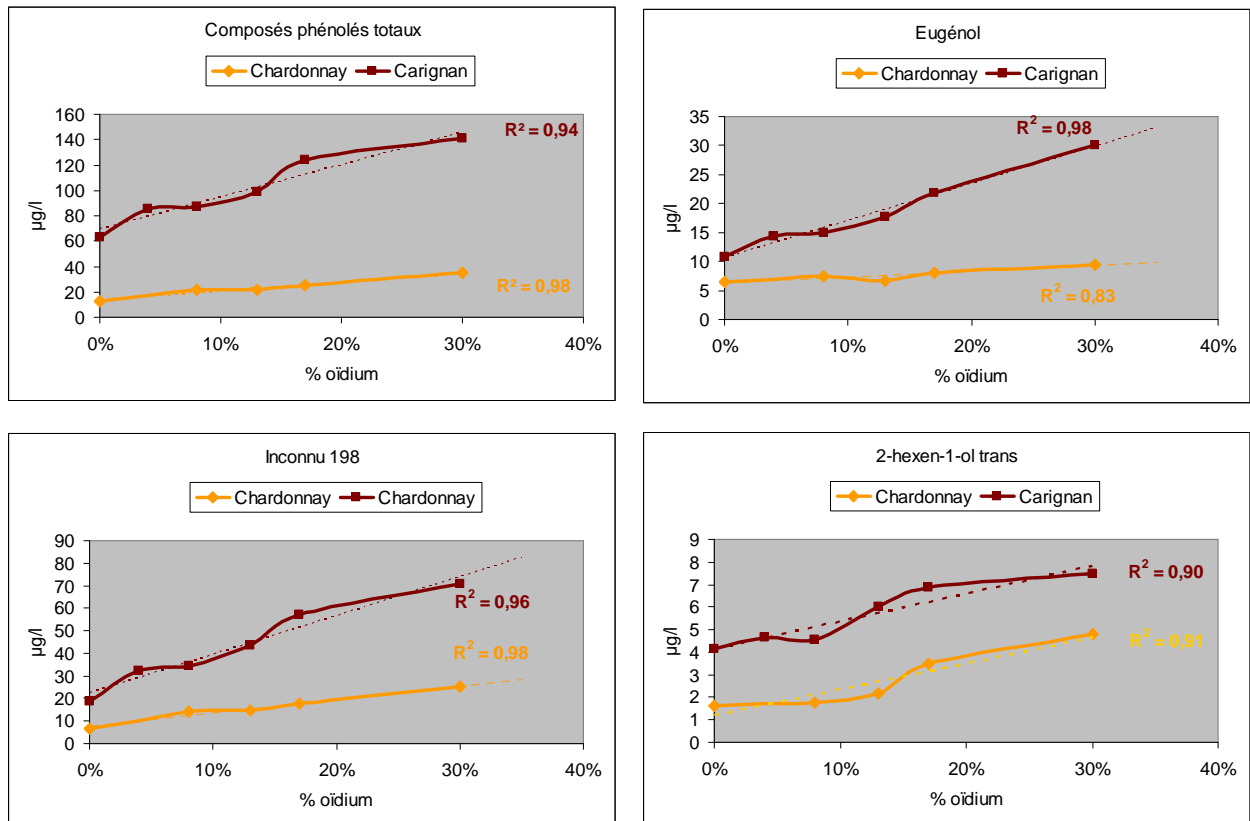 Composés phénolés totaux
Chardonnay Carignan
160
140
120
100
80
60
40
20
0
µg/l
R² = 0,94
R² = 0,98
0% 10% 20% 30% 40%
% oïdium
Eugénol
Chardonnay Carignan
35
30
25
20
15
10
5
0
µg/l
R² = 0,98
R² = 0,83
0% 10% 20% 30% 40%
% oïdium
Inconnu 198
Chardonnay Chardonnay
90
80
70
60
50
40
30
20
10
0
µg/l
R² = 0,96
R² = 0,98
0% 10% 20% 30% 40%
% oïdium
2-hexen-1-ol trans
Chardonnay Carignan
9
8
7
6
5
4
3
2
1
0
µg/l
R² = 0,90
R² = 0,91
0% 10% 20% 30% 40%
% oïdium